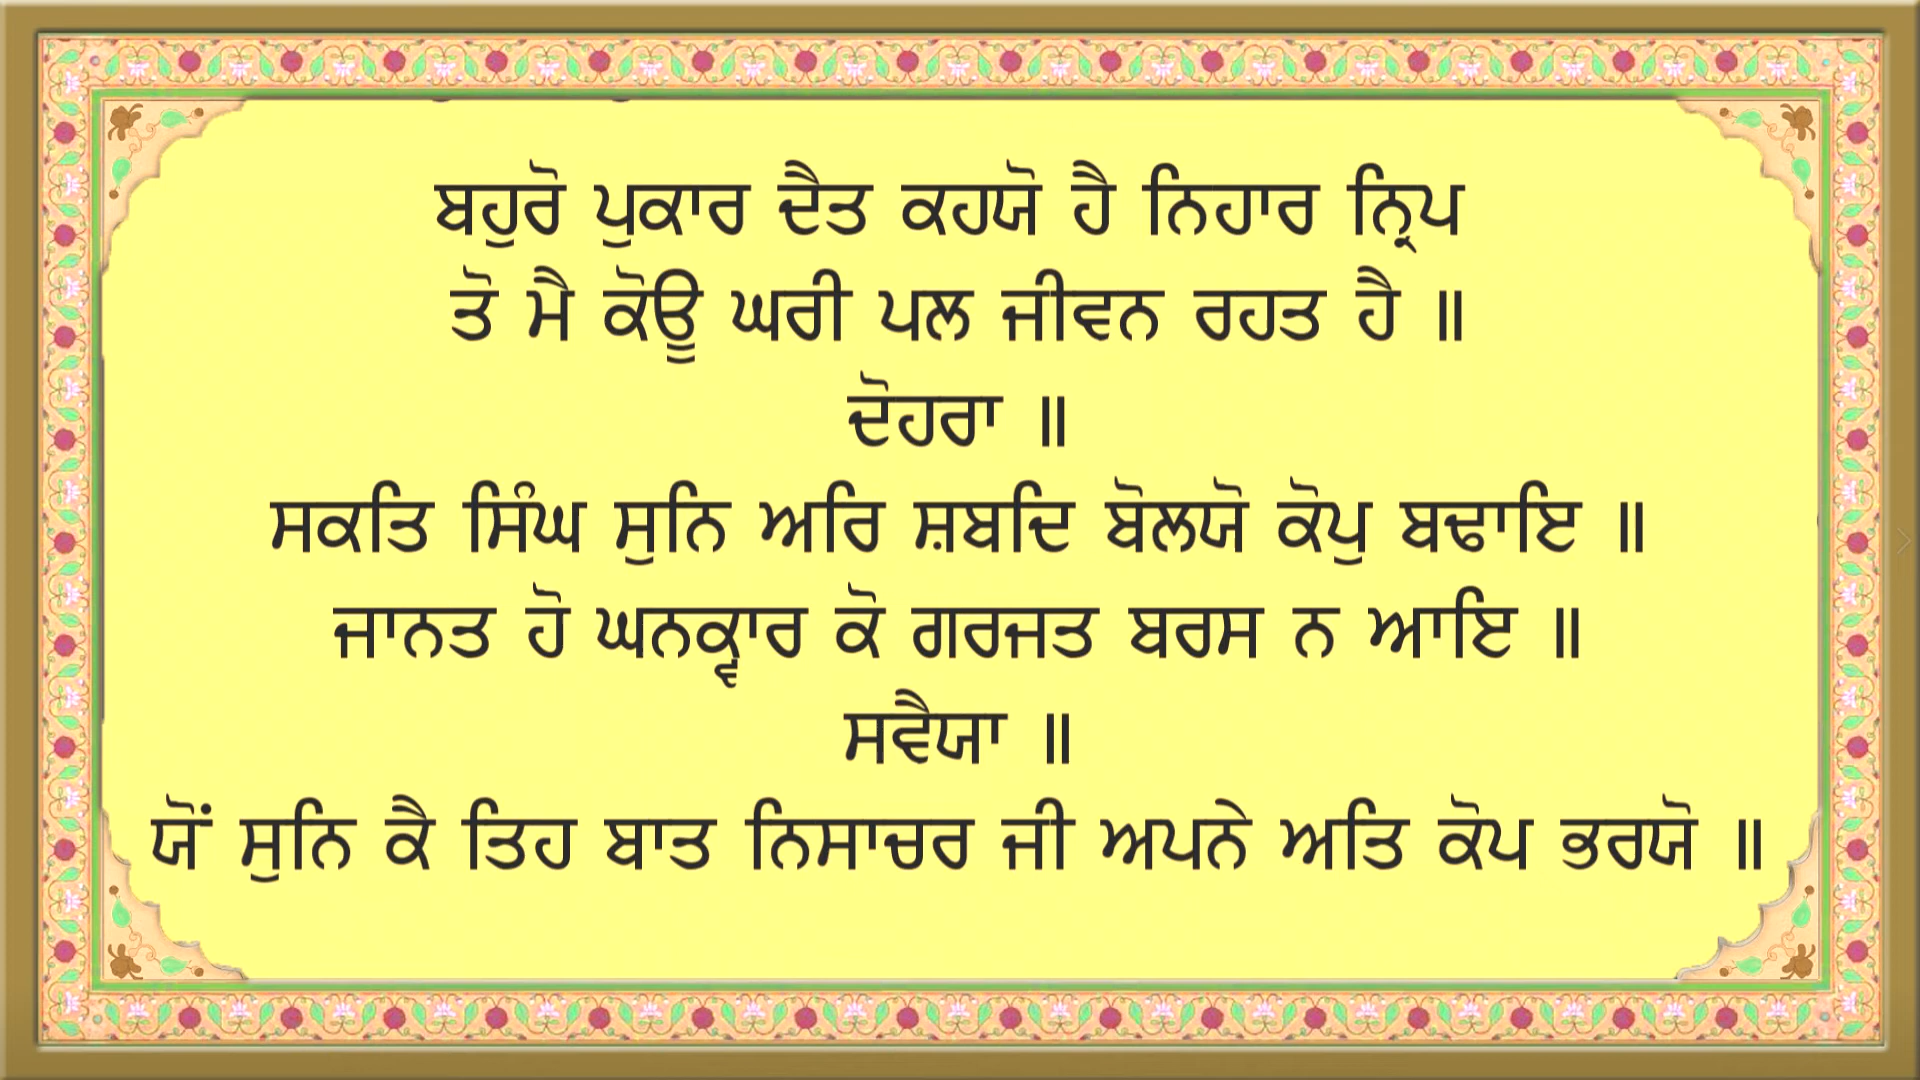 ਬਹੁਰੋ ਪੁਕਾਰ ਦੈਤ ਕਹਯੋ ਹੈ ਨਿਹਾਰ ਨ੍ਰਿਪ
ਤੋ ਮੈ ਕੋਊ ਘਰੀ ਪਲ ਜੀਵਨ ਰਹਤ ਹੈ ॥
ਦੋਹਰਾ ॥
ਸਕਤਿ ਸਿੰਘ ਸੁਨਿ ਅਰਿ ਸ਼ਬਦਿ ਬੋਲਯੋ ਕੋਪੁ ਬਢਾਇ ॥
ਜਾਨਤ ਹੋ ਘਨਕ੍ਵਾਰ ਕੋ ਗਰਜਤ ਬਰਸ ਨ ਆਇ ॥
ਸਵੈਯਾ ॥
ਯੋਂ ਸੁਨਿ ਕੈ ਤਿਹ ਬਾਤ ਨਿਸਾਚਰ ਜੀ ਅਪਨੇ ਅਤਿ ਕੋਪ ਭਰਯੋ ॥